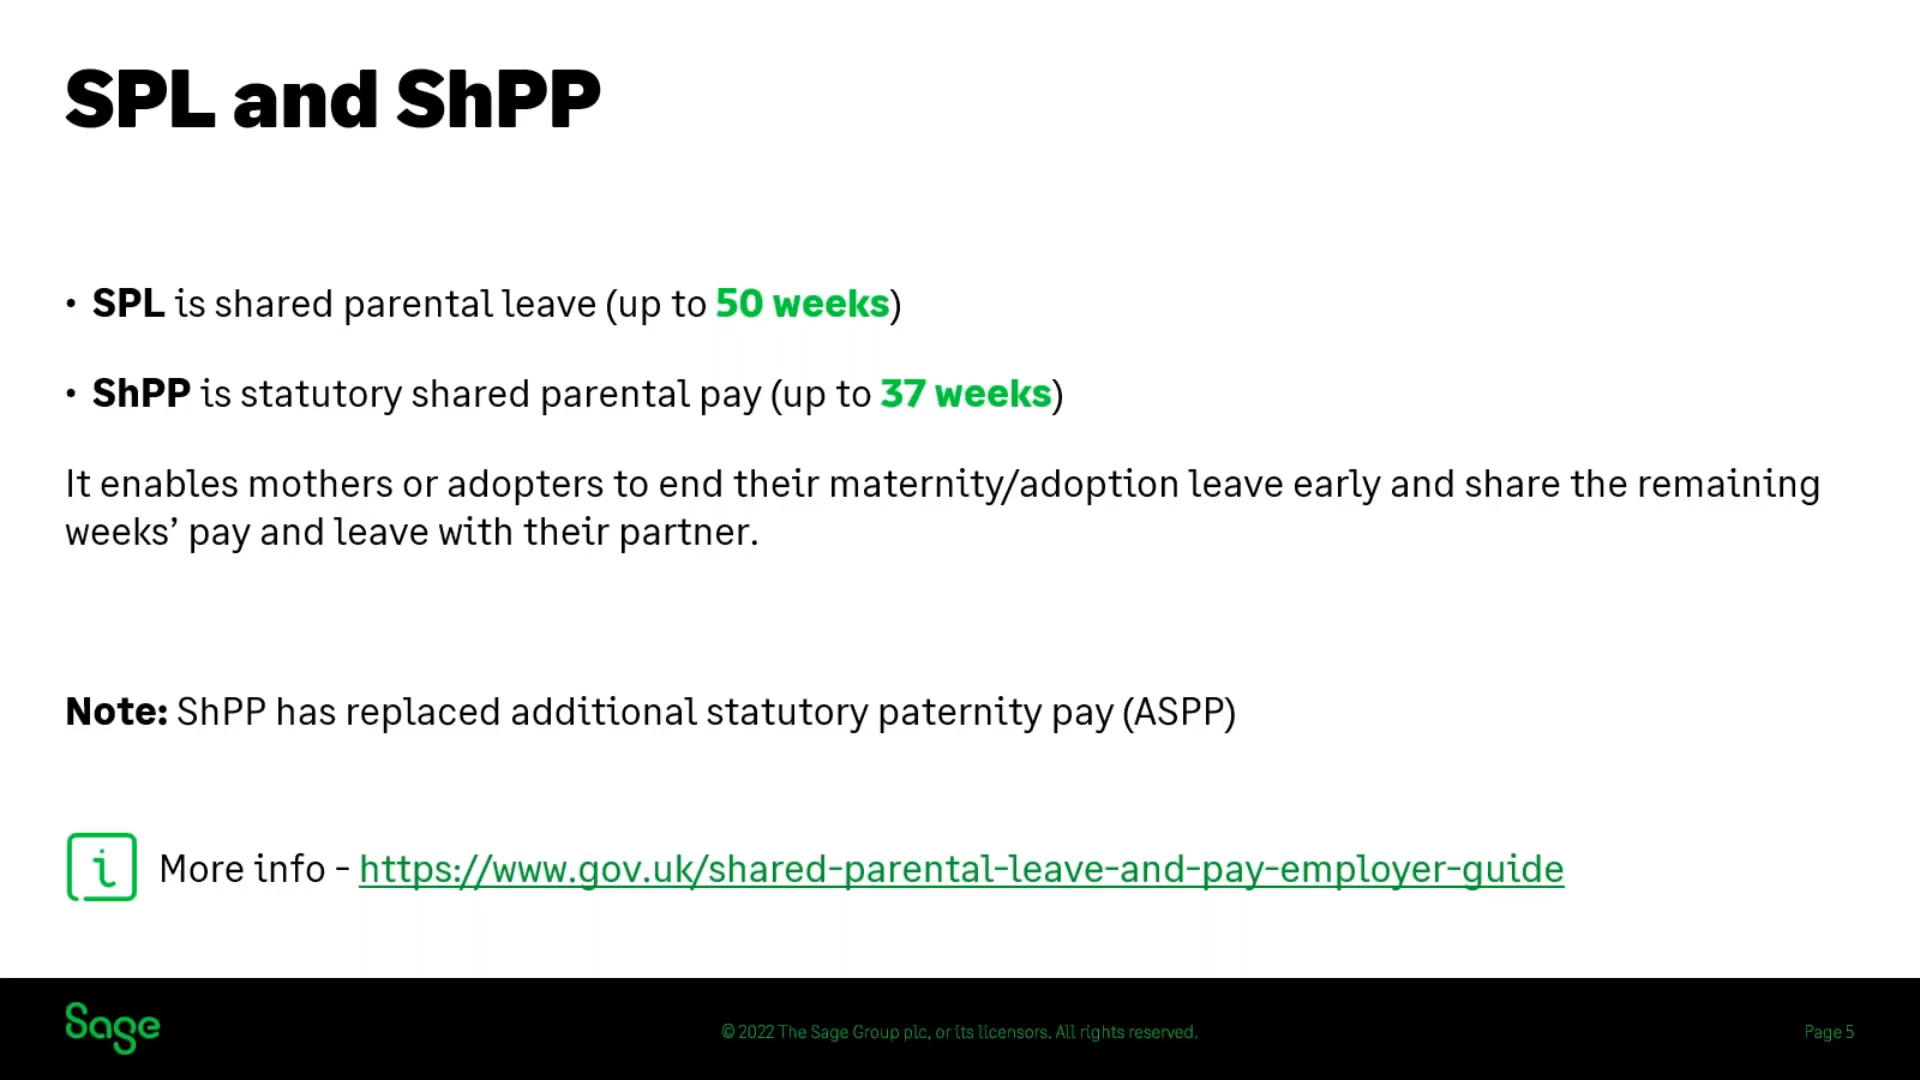 SPL and ShPP
• SPL is shared parental leave (up to 50 weeks)
• ShPP is statutory shared parental pay (up to 37 weeks)
It enables mothers or adopters to end their maternity/adoption leave early and share the remaining
weeks’ pay and leave with their partner.
Note: ShPP has replaced additional statutory paternity pay (ASPP)
i More info - https://www.gov.uk/shared-parental-leave-and-pay-employer-guide
Sage
© 2022 The Sage Group plc, or its licensors. All rights reserved.
Page 5